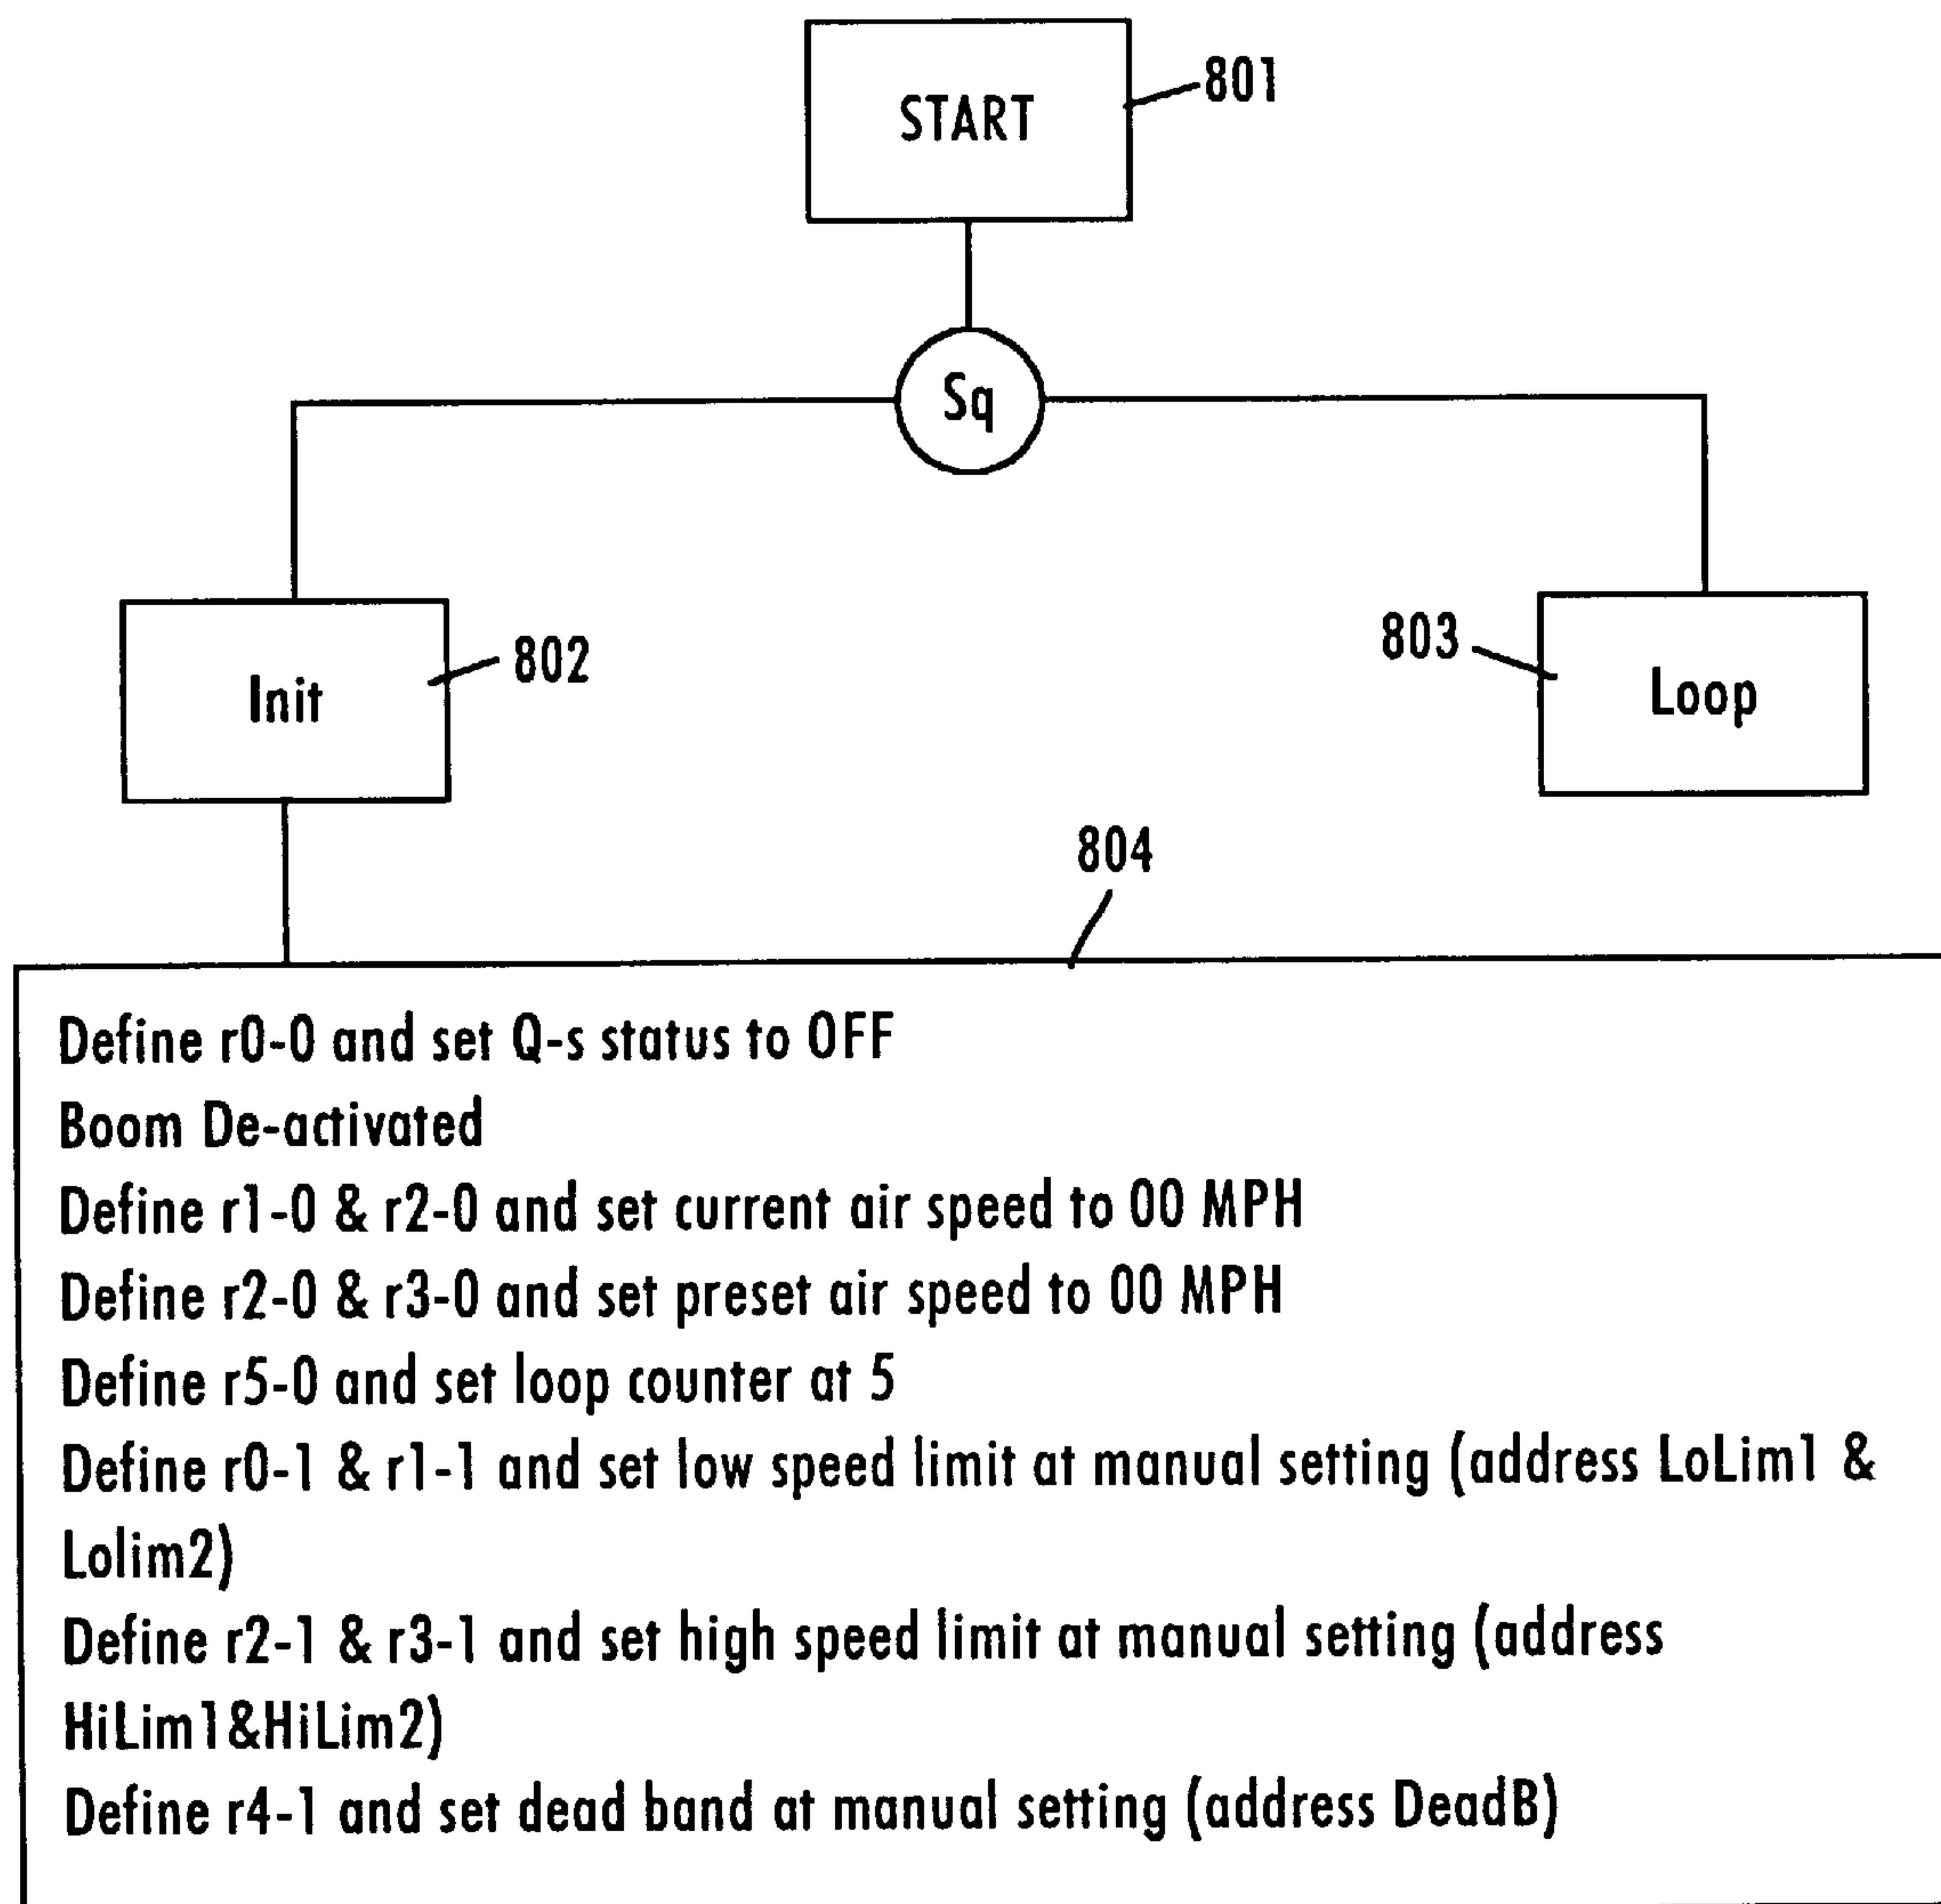 START
801
Sq
Init
802
803
Loop
804
Define r0-0 and set Q-s status to OFF
Boom De-activated
Define r1-0 & r2-0 and set current air speed to 00 MPH
Define r2-0 & r3-0 and set preset air speed to 00 MPH
Define r5-0 and set loop counter at 5
Define r0-1 & r1-1 and set low speed limit at manual setting (address LoLim1 &
Lolim2)
Define r2-1 & r3-1 and set high speed limit at manual setting (address
HiLim1&HiLim2)
Define r4-1 and set dead band at manual setting (address DeadB)